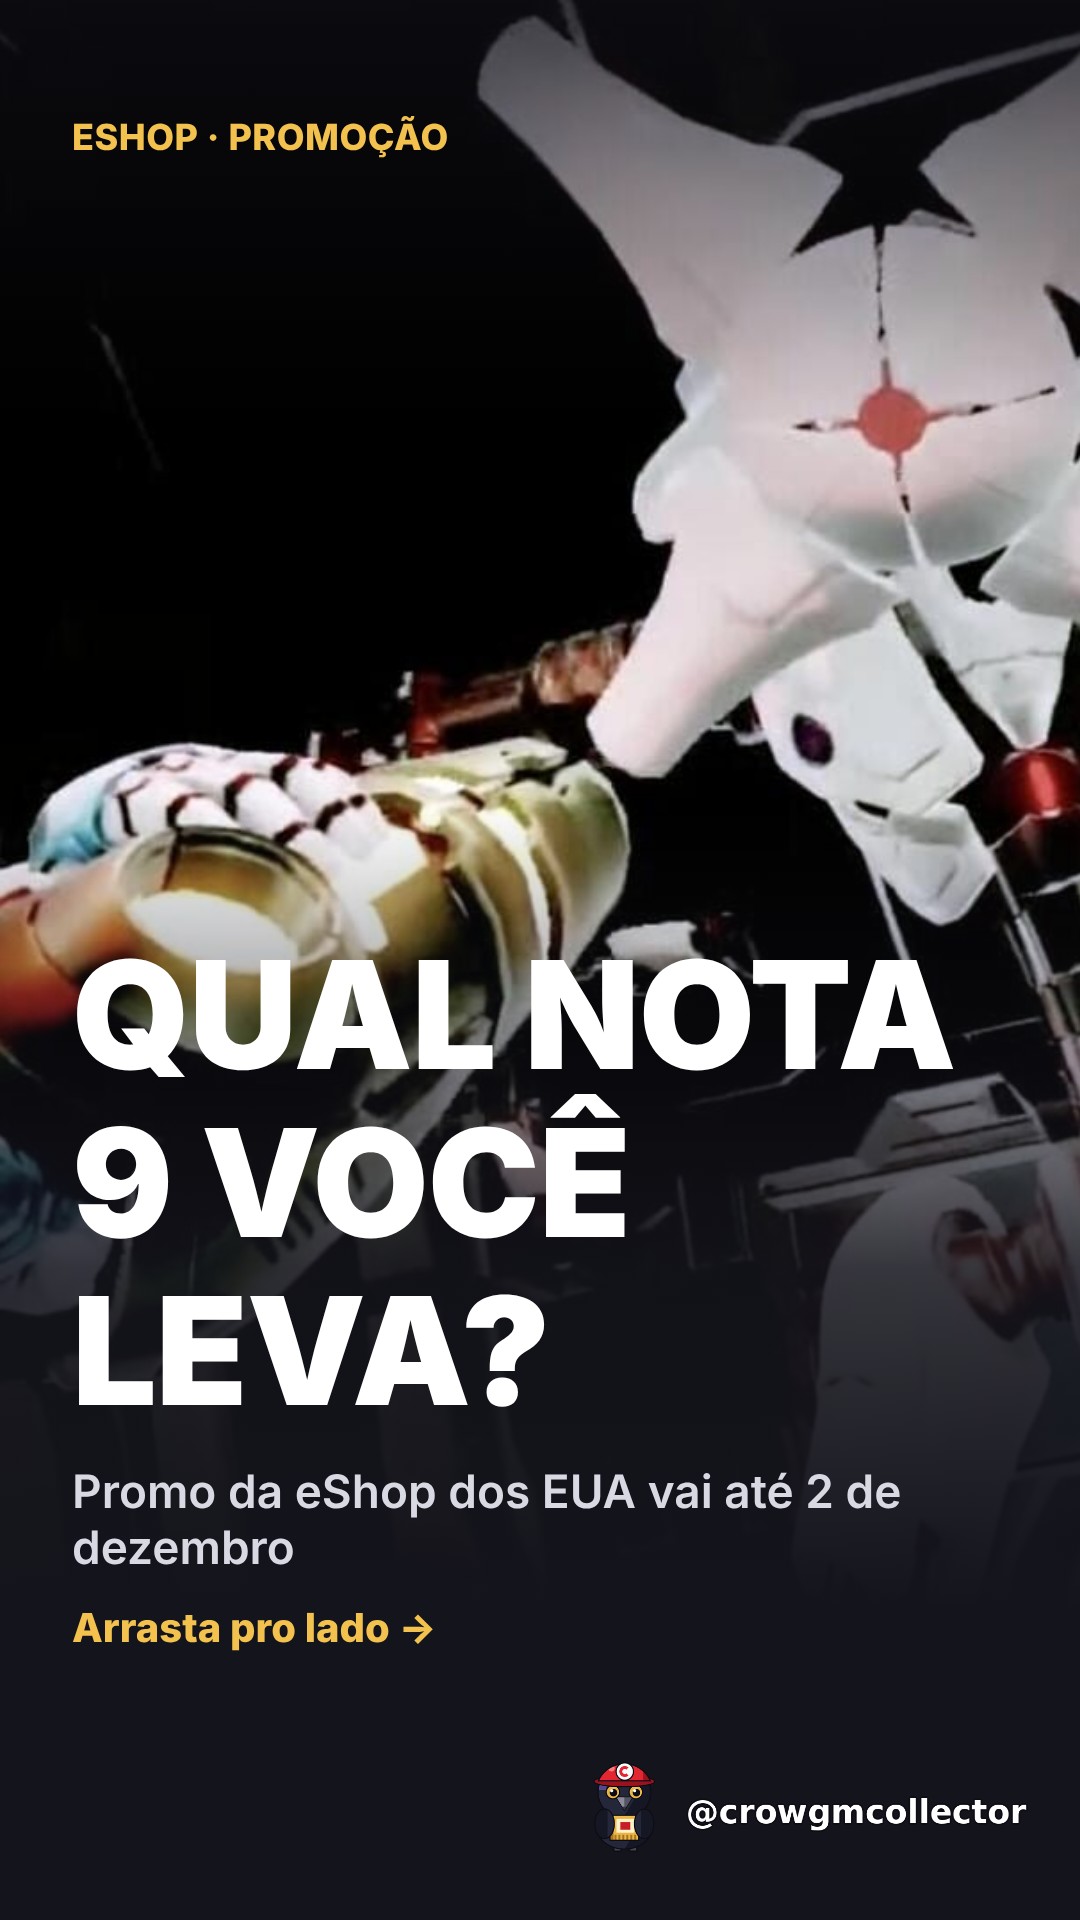 ESHOP · PROMOÇÃO
QUAL NOTA
9 VOCÊ
LEVA?
Promo da eShop dos EUA vai até 2 de
dezembro
Arrasta pro lado →
C
@crowgmcollector